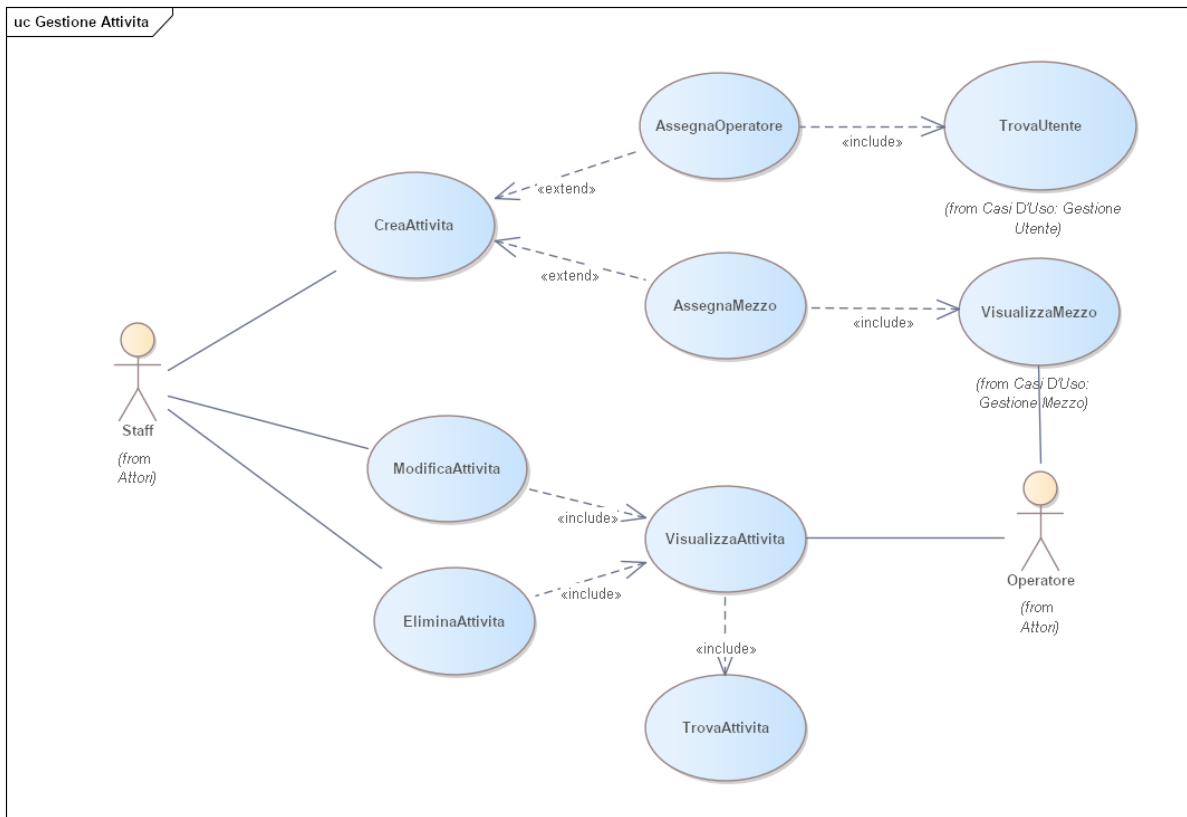 uc Gestione Attivita
AssegnaOperatore
«include»
TrovaUtente
(from Casi D'Uso: Gestione
Utente)
«extend»
CreaAttivita
«extend»
AssegnaMezzo
«include»
VisualizzaMezzo
(from Casi D'Uso:
Gestione Mezzo)
Staff
(from
Attori)
ModificaAttivita
«include»
VisualizzaAttivita
Operatore
(from
Attori)
EliminaAttivita
«include»
«include»
TrovaAttivita